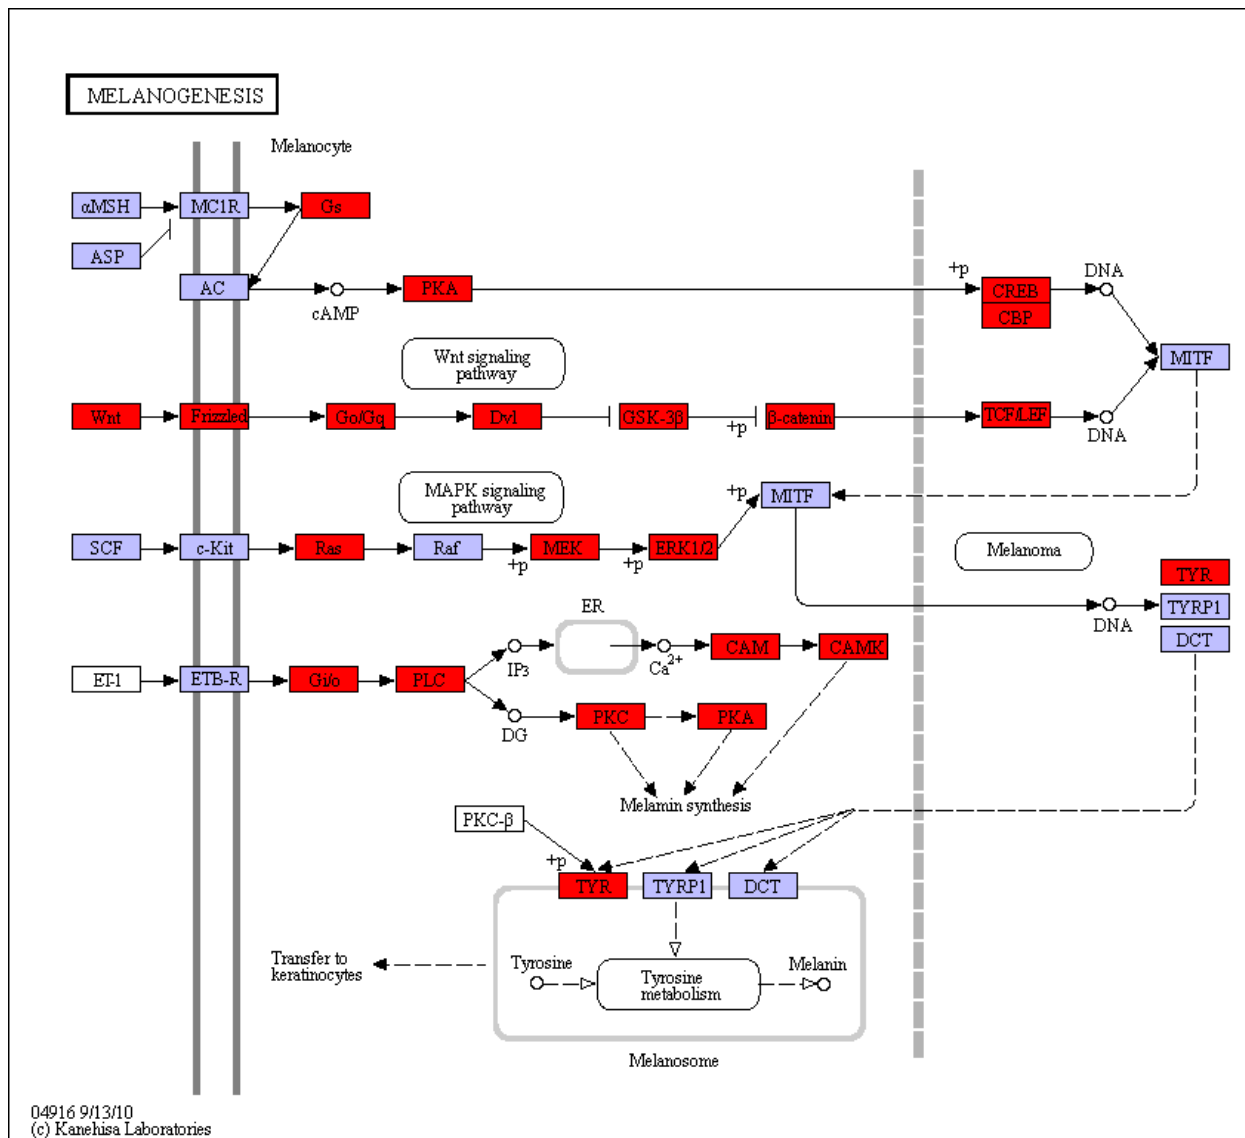 MELANOGENESIS
Melanocyte
αMSH
MC1R
Gs
ASP
AC
cAMP
PKA
+p
CREB
CBP
DNA
MITF
Wnt signaling
pathway
Wnt
Frizzled
Go/Gq
Dvl
GSK-3β
+p
β-catenin
TCF/LEF
DNA
MAPK signaling
pathway
+p
MITF
SCF
c-Kit
Ras
Raf
+p
MEK
+p
ERK1/2
Melanoma
TYR
TYRP1
DCT
DNA
ER
IP3
Ca2+
CAM
CAMK
ET-1
ETB-R
Gi/o
PLC
DG
PKC
PKA
Melamin synthesis
PKC-β
+p
TYR
TYRP1
DCT
Transfer to
keratinocytes
Tyrosine
Tyrosine
metabolism
Melanin
Melanosome
04916 9/13/10
(c) Kanehisa Laboratories